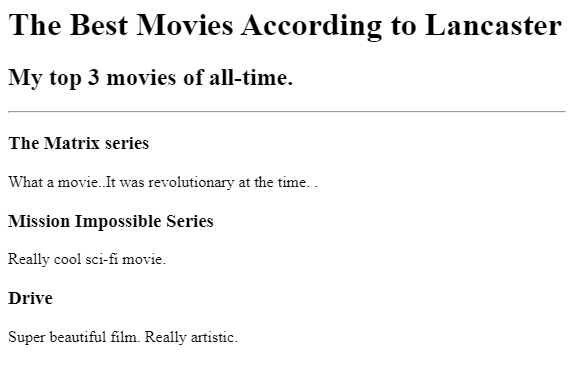 The Best Movies According to Lancaster
My top 3 movies of all-time.
The Matrix series
What a movie..It was revolutionary at the time. .
Mission Impossible Series
Really cool sci-fi movie.
Drive
Super beautiful film. Really artistic.